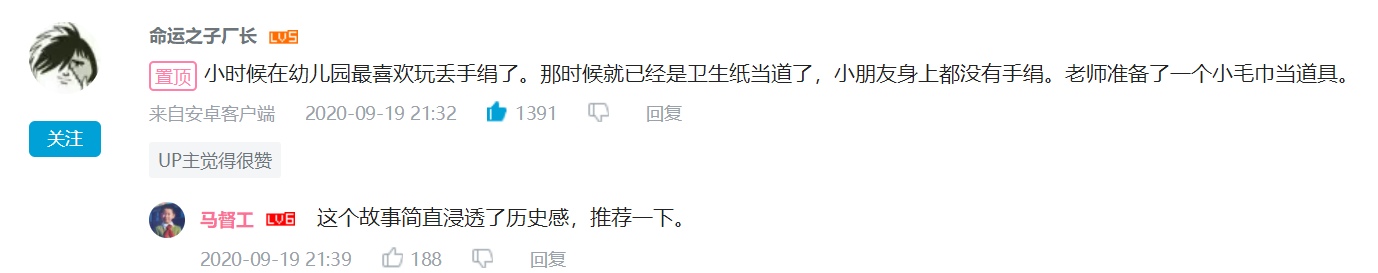 命运之子厂长 LV5
置顶 小时候在幼儿园最喜欢玩丢手绢了。那时候就已经是卫生纸当道了，小朋友身上都没有手绢。老师准备了一个小毛巾当道具。
来自安卓客户端 2020-09-19 21:32 1391 回复
关注
UP主觉得很赞
马督工 LV6 这个故事简直浸透了历史感，推荐一下。
2020-09-19 21:39 188 回复